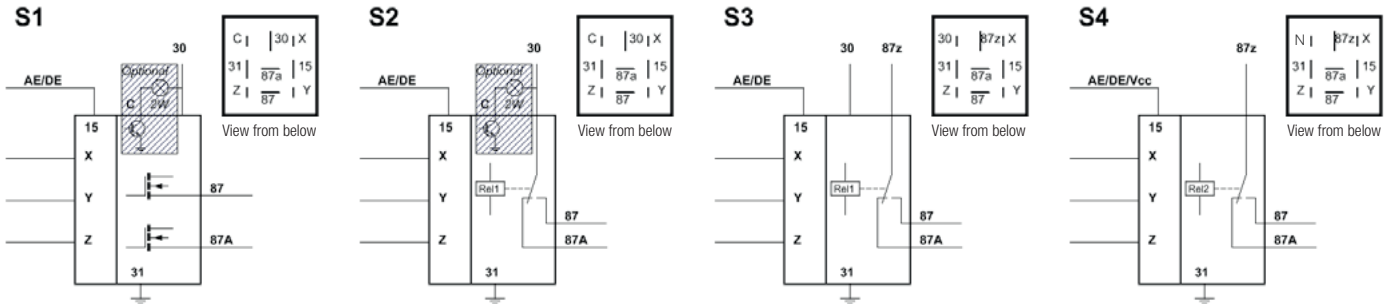 S1
30
AE/DE
Optional
C
2W
15
X
Y
Z
87
87A
31
C 30 X
31 87a 15
Z 87 Y
View from below
S2
30
AE/DE
Optional
C
2W
15
X
Y
Z
Rel1
87
87A
31
C 30 X
31 87a 15
Z 87 Y
View from below
S3
30 87z
AE/DE
15
X
Y
Z
Rel1
87
87A
31
30 87z X
31 87a 15
Z 87 Y
View from below
S4
87z
AE/DE/Vcc
15
X
Y
Z
Rel2
87
87A
31
N 87z X
31 87a 15
Z 87 Y
View from below